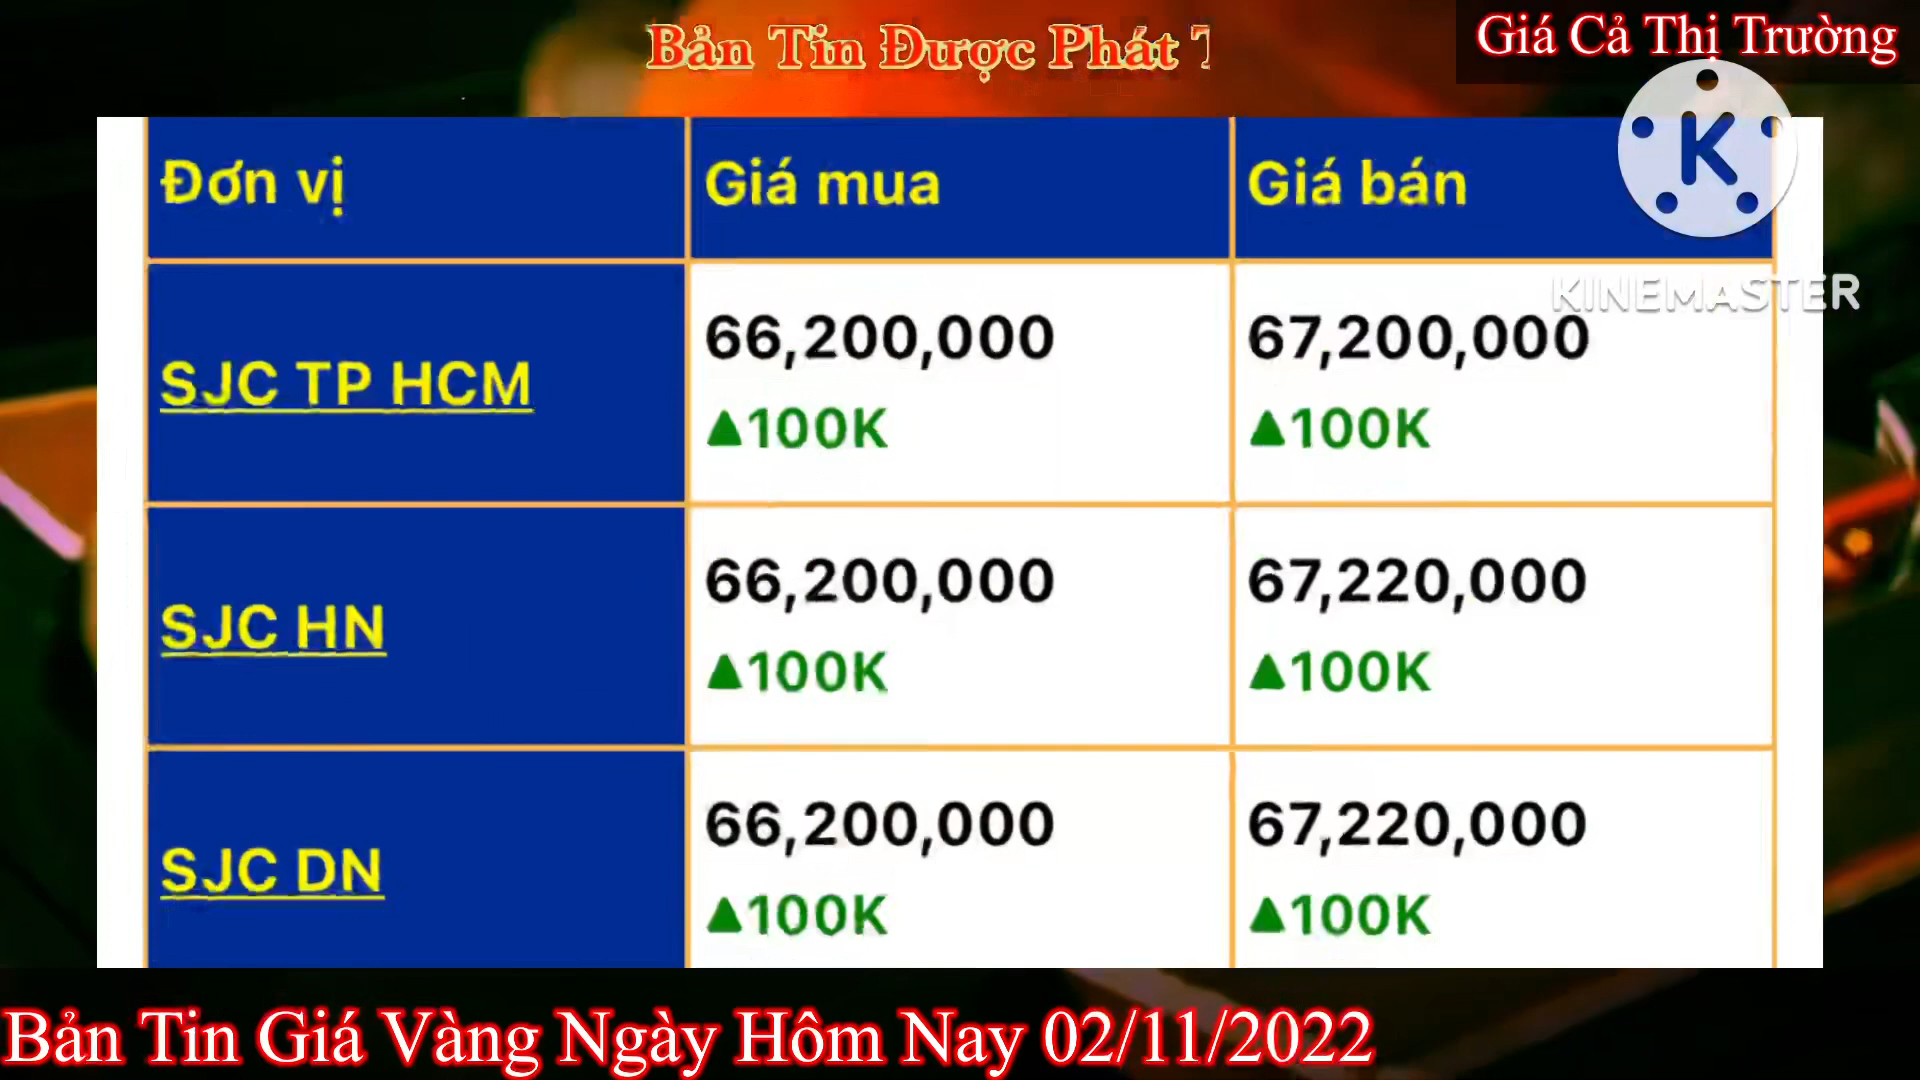 Bản Tin Được Phát T
Giá Cả Thị Trường
K
KINEMASTER
Đơn vị Giá mua Giá bán
SJC TP HCM 66,200,000 67,200,000
▲100K ▲100K
SJC HN 66,200,000 67,220,000
▲100K ▲100K
SJC DN 66,200,000 67,220,000
▲100K ▲100K
Bản Tin Giá Vàng Ngày Hôm Nay 02/11/2022